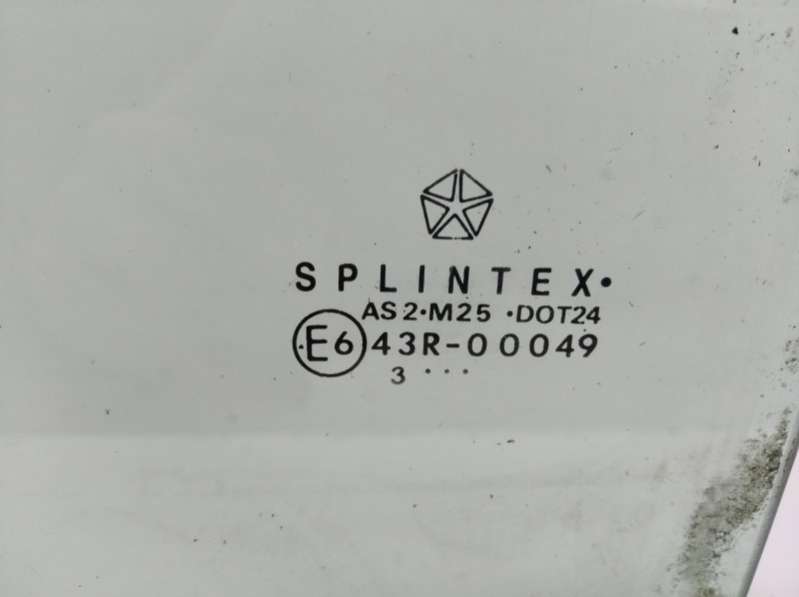 SPLINTEX•
AS2•M25 •DOT24
•E6 43R-00049
3 •••